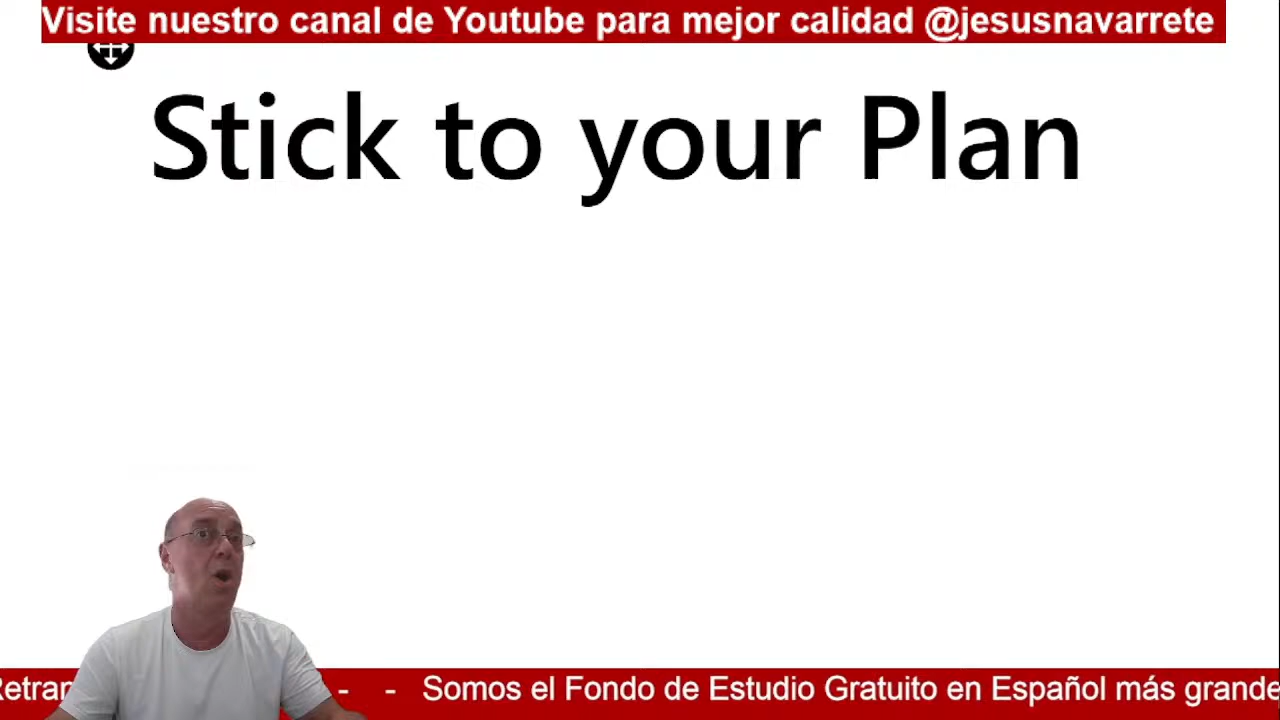 Visite nuestro canal de Youtube para mejor calidad @jesusnavarrete
Stick to your Plan
- - Somos el Fondo de Estudio Gratuito en Español más grande